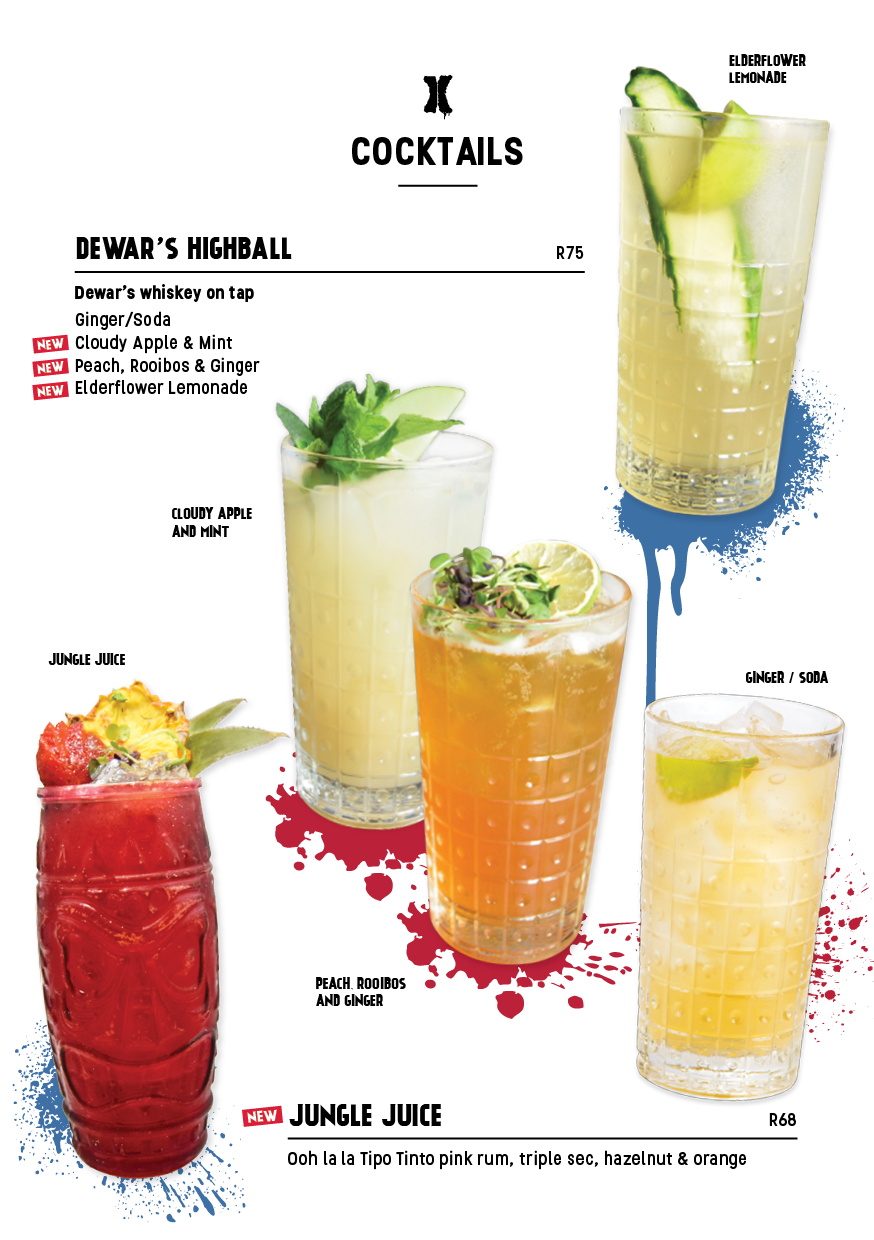 ELDERFLOWER
LEMONADE
COCKTAILS
DEWAR'S HIGHBALL R75
Dewar's whiskey on tap
Ginger/Soda
NEW Cloudy Apple & Mint
NEW Peach, Rooibos & Ginger
NEW Elderflower Lemonade
CLOUDY APPLE
AND MINT
JUNGLE JUICE
GINGER / SODA
PEACH, ROOIBOS
AND GINGER
NEW JUNGLE JUICE R68
Ooh la la Tipo Tinto pink rum, triple sec, hazelnut & orange